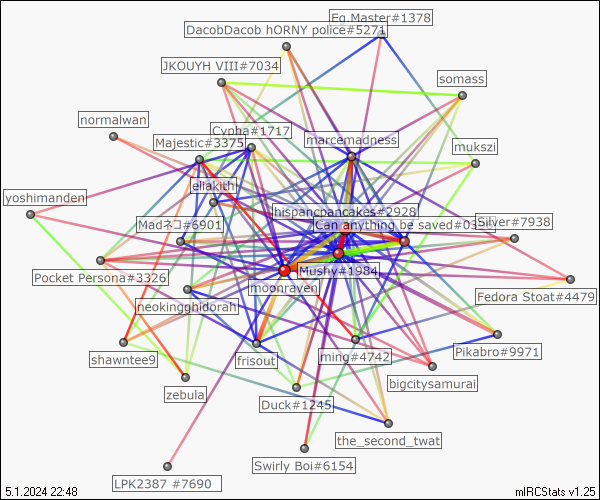 Eg.Master#1378
DacobDacob hORNY police#5271
JKOUYH VIII#7034
somass
normalwan
Cypha#1717
Majestic#3375
marcemadness
mukszi
ellakith
yoshimanden
hispancpancakes#2928
Madネコ#6901
Can anything be saved#03
Silver#7938
Pocket Persona#3326
Mushy#1984
moonraven
Fedora Stoat#4479
neokingghidorah
shawntee9
frisout
ming#4742
Pikabro#9971
bigcitysamurai
zebula
Duck#1245
the_second_twat
Swirly Boi#6154
LPK2387 #7690
5.1.2024 22:48
mIRCStats v1.25